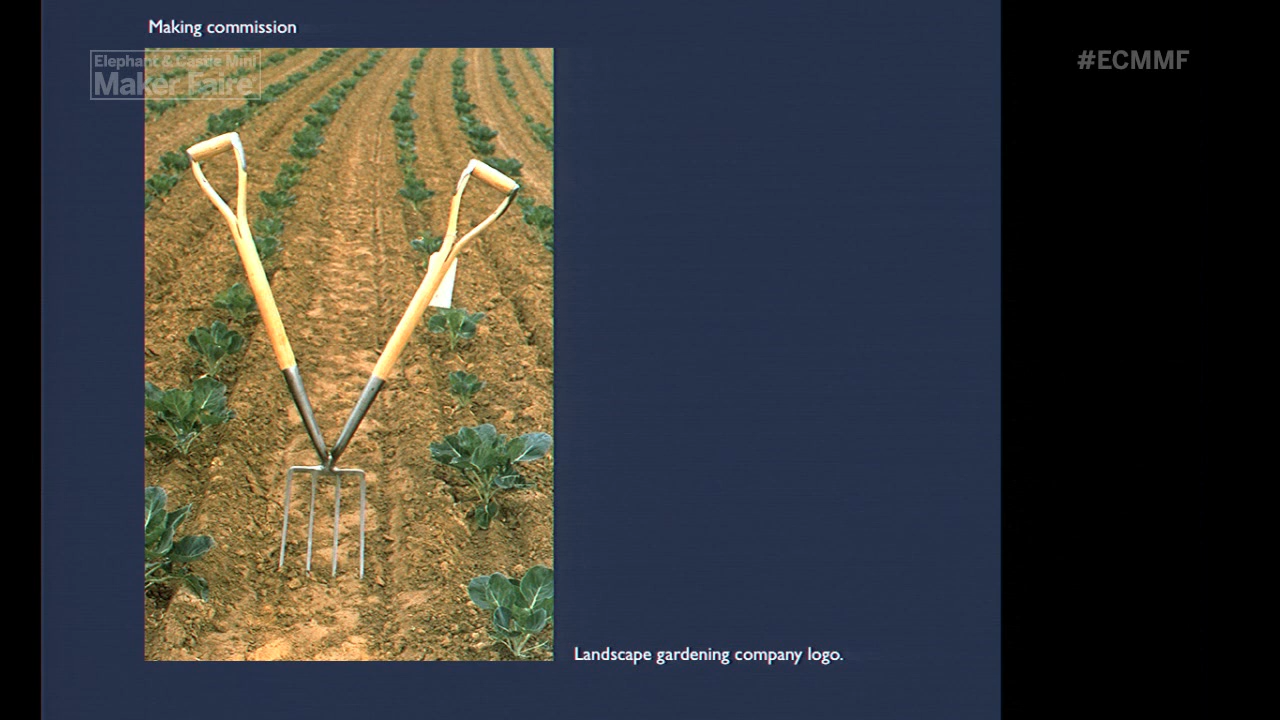 Making commission
Elephant & Castle Mini
Maker Faire
#ECMMF
Landscape gardening company logo.